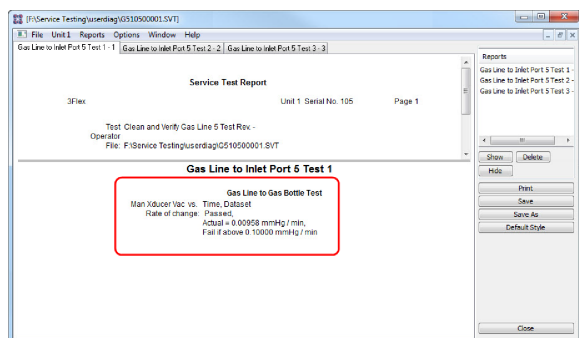 [F:\Service Testing\userdiag\G510500001.SVT]
File Unit 1 Reports Options Window Help
Gas Line to Inlet Port 5 Test 1 - 1 Gas Line to Inlet Port 5 Test 2 - 2 Gas Line to Inlet Port 5 Test 3 - 3
Service Test Report
3Flex Unit 1 Serial No. 105 Page 1
Test: Clean and Verify Gas Line 5 Test Rev. -
Operator
File: F:\Service Testing\userdiag\G510500001.SVT
Gas Line to Inlet Port 5 Test 1
Gas Line to Gas Bottle Test
Man Xducer Vac vs. Time, Dataset
Rate of change: Passed,
Actual = 0.00958 mmHg / min,
Fail if above 0.10000 mmHg / min
Reports
Gas Line to Inlet Port 5 Test 1 -
Gas Line to Inlet Port 5 Test 2 -
Gas Line to Inlet Port 5 Test 3 -
Show Delete
Hide
Print
Save
Save As
Default Style
Close